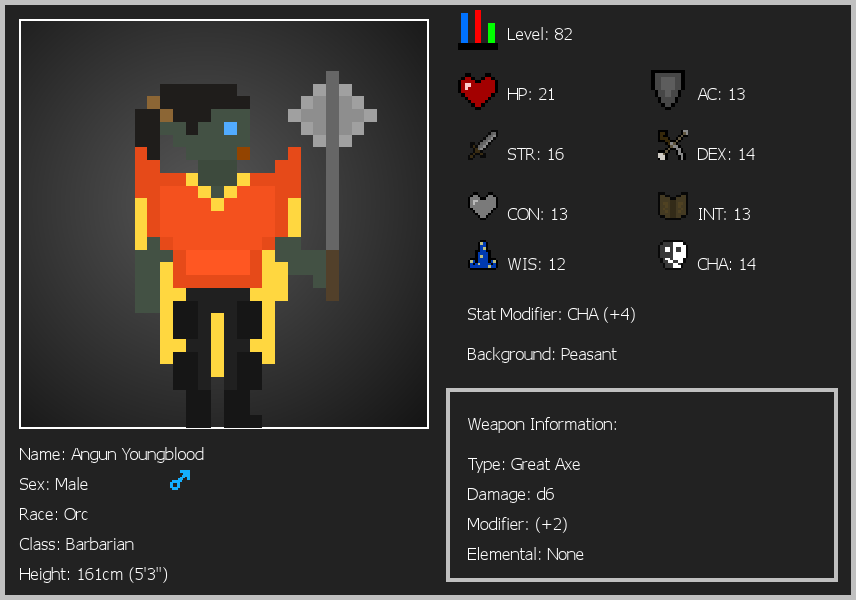 Level: 82
HP: 21
AC: 13
STR: 16
DEX: 14
CON: 13
INT: 13
WIS: 12
CHA: 14
Stat Modifier: CHA (+4)
Background: Peasant
Weapon Information:
Type: Great Axe
Damage: d6
Modifier: (+2)
Elemental: None
Name: Angun Youngblood
Sex: Male
Race: Orc
Class: Barbarian
Height: 161cm (5'3")